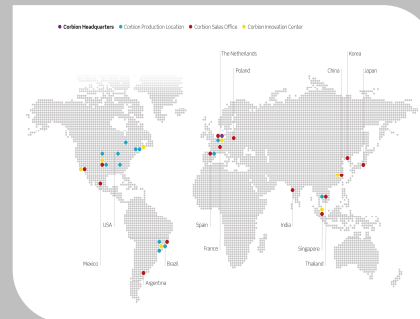 Corbion Headquarters Corbion Production Location Corbion Sales Office Corbion Innovation Center
The Netherlands Korea
Poland China Japan
USA Spain India
Mexico France Brazil Singapore
Thailand
Argentina